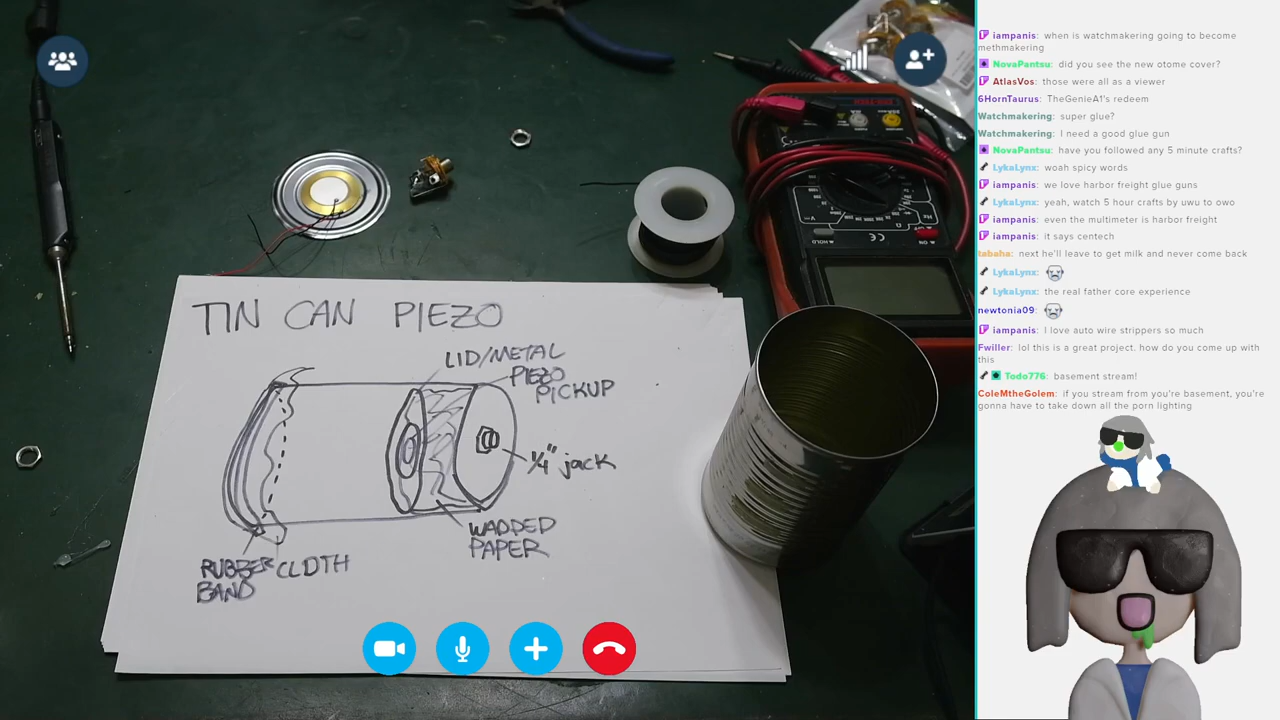 TIN CAN PIEZO
LID/METAL
PIEZO
PICKUP
1/4" jack
WADDED
PAPER
RUBBER
BAND
CLOTH
HOLD
CE
iampanis: when is watchmaking going to become
methmaking
NovaPantsu: did you see the new otome cover?
AtlasVos: those were all as a viewer
6HornTaurus: TheGenieA1's redeem
Watchmakering: super glue?
Watchmakering: I need a good glue gun
NovaPantsu: have you followed any 5 minute crafts?
LykaLynx: woah spicy words
iampanis: we love harbor freight glue guns
LykaLynx: yeah, watch 5 hour crafts by uwu to owo
iampanis: even the multimeter is harbor freight
iampanis: it says centech
tabaha: next he'll leave to get milk and never come back
LykaLynx:
LykaLynx: the real father core experience
newtonia09:
iampanis: I love auto wire strippers so much
Fwiller: lol this is a great project. how do you come up with
this
Todo776: basement stream!
ColeMtheGolem: if you stream from you're basement, you're
gonna have to take down all the porn lighting